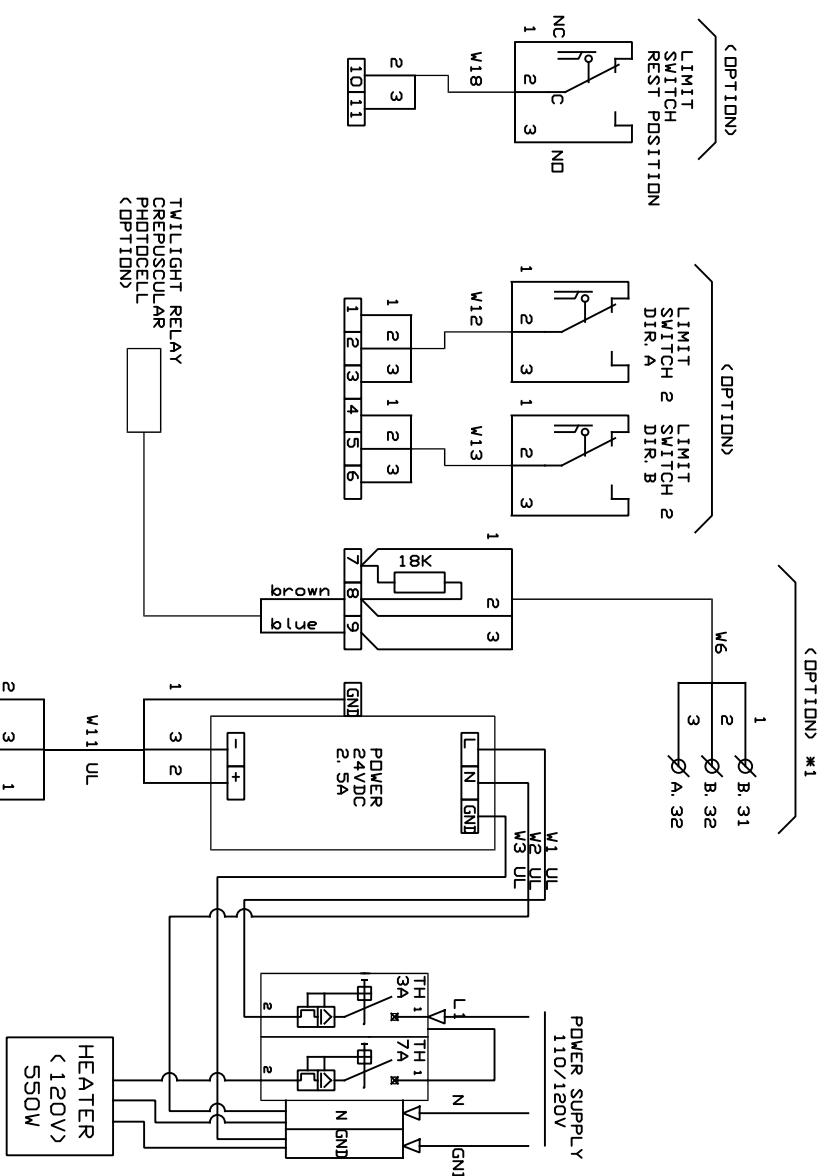 (OPTION)
LIMIT
SWITCH
REST POSITION
NC
1
2
C
3
NO
W18
2
3
10
11
(OPTION)
LIMIT
SWITCH 2
DIR. A
1
2
3
W12
1
2
3
LIMIT
SWITCH 2
DIR. B
1
2
3
W13
1
2
3
1
2
3
4
5
6
TWILIGHT RELAY
CREPUSCULAR
PHOTOCELL
(OPTION)
(OPTION) *1
W6
1
2
3
B. 31
B. 32
A. 32
1
2
3
18K
7
8
9
brown
blue
GND
POWER
24VDC
2. 5A
L
N
GND
-
+
1
3
2
W11 UL
2
3
1
W1 UL
W2 UL
W3 UL
POWER SUPPLY
110/120V
L1
N
GND
TH
3A
1
2
TH
7A
1
2
N
GND
HEATER
(120V)
550W